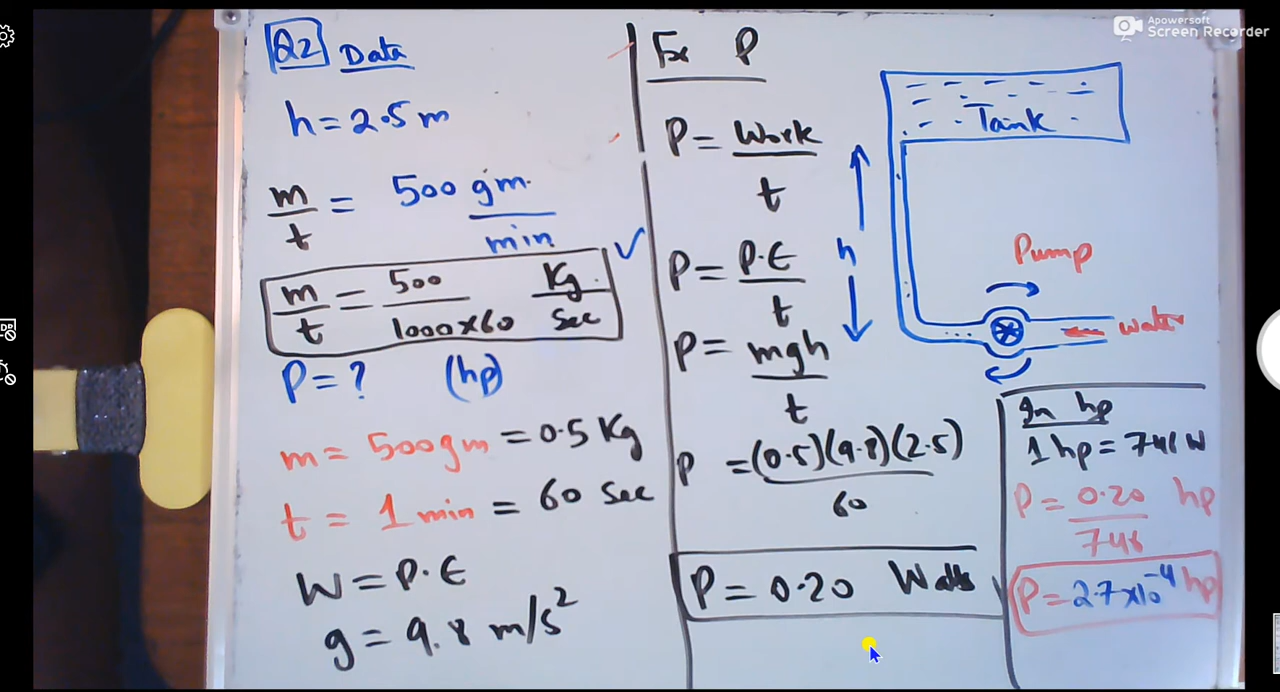 Q2 Data
h = 2.5 m
m/t = 500 gm/min
m/t = 500/(1000×60) Kg/Sec
P = ? (hp)
m = 500gm = 0.5 Kg
t = 1 min = 60 Sec
W = P.E
g = 9.8 m/s²
For P
P = Work/t
P = P.E/t
P = mgh/t
P = (0.5)(9.8)(2.5)/60
P = 0.20 Watts
Tank
h
Pump
Water
In hp
1 hp = 746 W
P = 0.20/746 hp
P = 2.7×10⁻⁴ hp
Apowersoft
Screen Recorder